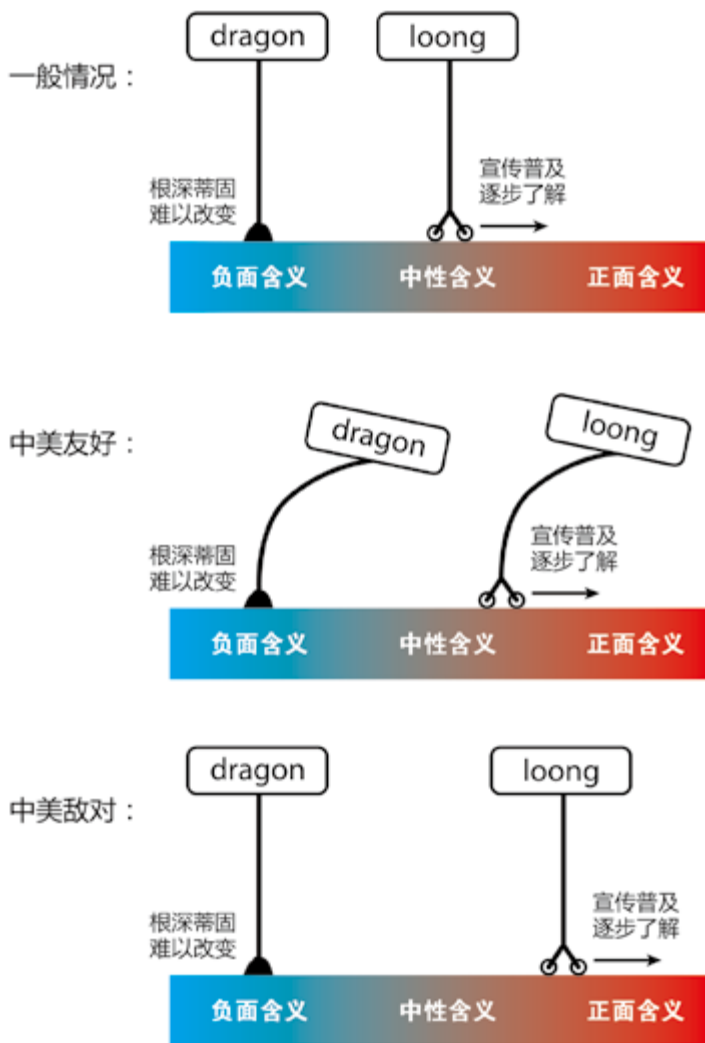 dragon
loong
一般情况：
根深蒂固
难以改变
宣传普及
逐步了解
负面含义
中性含义
正面含义
dragon
loong
中美友好：
根深蒂固
难以改变
宣传普及
逐步了解
负面含义
中性含义
正面含义
dragon
loong
中美敌对：
根深蒂固
难以改变
宣传普及
逐步了解
负面含义
中性含义
正面含义